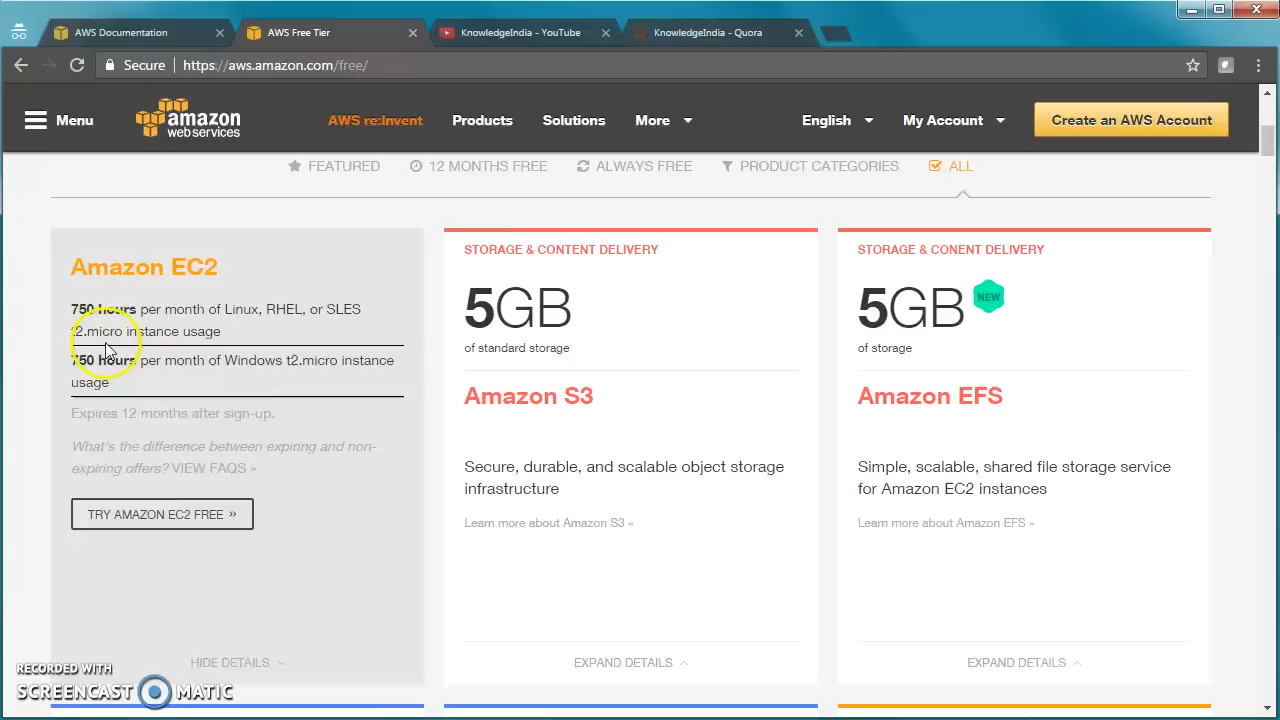 AWS Documentation
AWS Free Tier
KnowledgeIndia - YouTube
KnowledgeIndia - Quora
Secure
https://aws.amazon.com/free/
Menu
amazon
web services
AWS re:Invent
Products
Solutions
More
English
My Account
Create an AWS Account
FEATURED
12 MONTHS FREE
ALWAYS FREE
PRODUCT CATEGORIES
ALL
Amazon EC2
750 hours per month of Linux, RHEL, or SLES
t2.micro instance usage
750 hours per month of Windows t2.micro instance
usage
Expires 12 months after sign-up.
What's the difference between expiring and non-
expiring offers? VIEW FAQS »
TRY AMAZON EC2 FREE »
HIDE DETAILS
STORAGE & CONTENT DELIVERY
5GB
of standard storage
Amazon S3
Secure, durable, and scalable object storage
infrastructure
Learn more about Amazon S3 »
EXPAND DETAILS
STORAGE & CONENT DELIVERY
5GB
NEW
of storage
Amazon EFS
Simple, scalable, shared file storage service
for Amazon EC2 instances
Learn more about Amazon EFS »
EXPAND DETAILS
RECORDED WITH
SCREENCAST MATIC